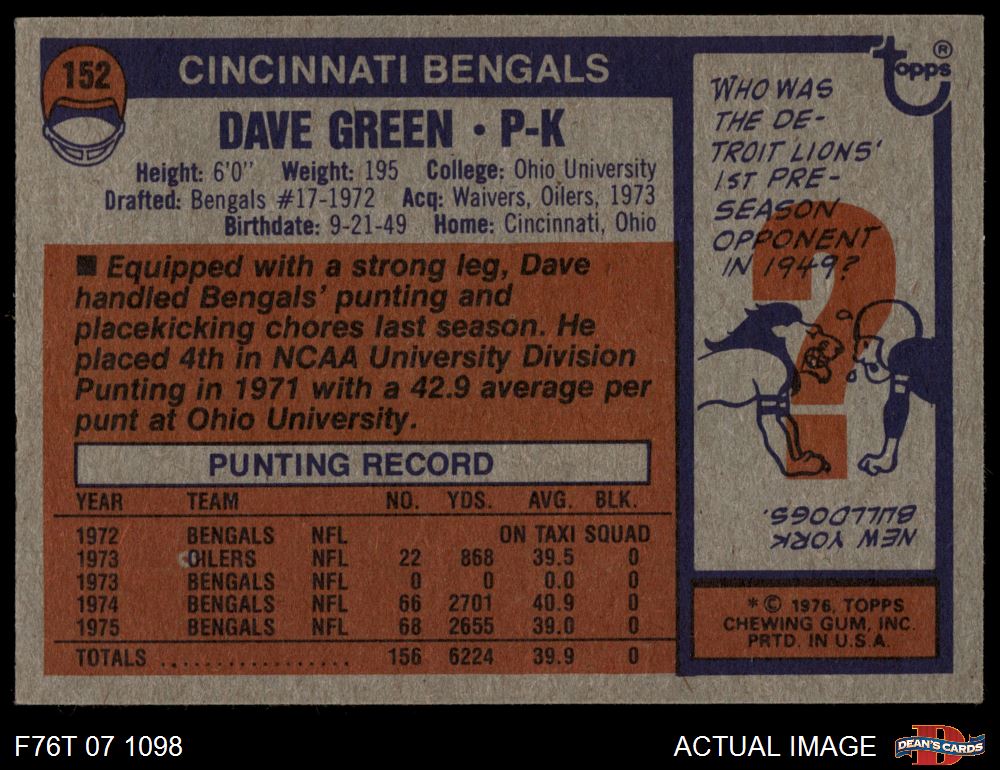 152
CINCINNATI BENGALS
DAVE GREEN • P-K
Height: 6'0" Weight: 195 College: Ohio University
Drafted: Bengals #17-1972 Acq: Waivers, Oilers, 1973
Birthdate: 9-21-49 Home: Cincinnati, Ohio
■ Equipped with a strong leg, Dave
handled Bengals' punting and
placekicking chores last season. He
placed 4th in NCAA University Division
Punting in 1971 with a 42.9 average per
punt at Ohio University.
PUNTING RECORD
YEAR TEAM NO. YDS. AVG. BLK.
1972 BENGALS NFL ON TAXI SQUAD
1973 OILERS NFL 22 868 39.5 0
1973 BENGALS NFL 0 0 0.0 0
1974 BENGALS NFL 66 2701 40.9 0
1975 BENGALS NFL 68 2655 39.0 0
TOTALS .................. 156 6224 39.9 0
Topps ®
WHO WAS
THE DE-
TROIT LIONS'
1ST PRE-
SEASON
OPPONENT
IN 1949?
?
NEW YORK
BULLDOGS.
* © 1976, TOPPS
CHEWING GUM, INC.
PRTD. IN U.S.A.
F76T 07 1098
ACTUAL IMAGE
D
DEAN'S CARDS